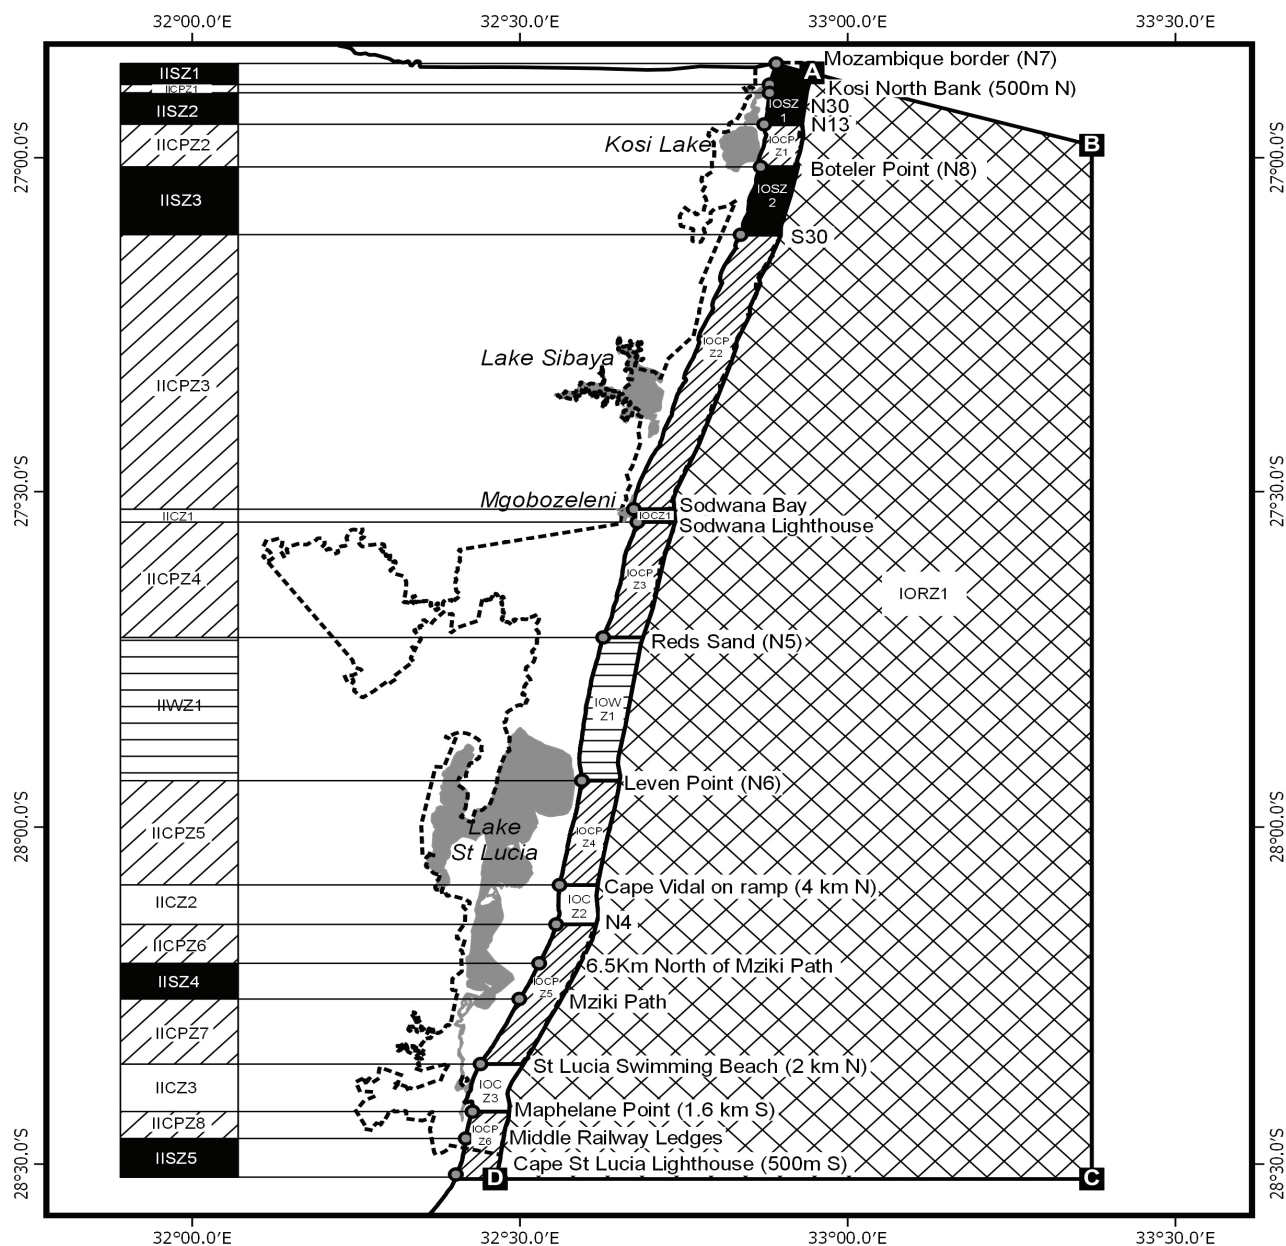 32°00.0'E
32°30.0'E
33°00.0'E
33°30.0'E
Mozambique border (N7)
A
IISZ1
Kosi North Bank (500m N)
IICPZ1
IOSZ
1
N30
IISZ2
N13
Kosi Lake
IICPZ2
IOCP
Z1
B
27°00.0'S
27°00.0'S
Boteler Point (N8)
IISZ3
IOSZ
2
S30
IOCP
Z2
Lake Sibaya
IICPZ3
27°30.0'S
27°30.0'S
Mgobozeleni
Sodwana Bay
IICZ1
IOCZ1
Sodwana Lighthouse
IICPZ4
IOCP
Z3
IORZ1
Reds Sand (N5)
IIWZ1
IOW
Z1
Leven Point (N6)
28°00.0'S
28°00.0'S
IICPZ5
Lake
St Lucia
IOCP
Z4
Cape Vidal on ramp (4 km N)
IICZ2
IOC
Z2
N4
IICPZ6
6.5Km North of Mziki Path
IISZ4
IOCP
Z5
Mziki Path
IICPZ7
St Lucia Swimming Beach (2 km N)
IICZ3
IOC
Z3
Maphelane Point (1.6 km S)
IICPZ8
IOCP
Z6
Middle Railway Ledges
IISZ5
Cape St Lucia Lighthouse (500m S)
28°30.0'S
28°30.0'S
D
C
32°00.0'E
32°30.0'E
33°00.0'E
33°30.0'E